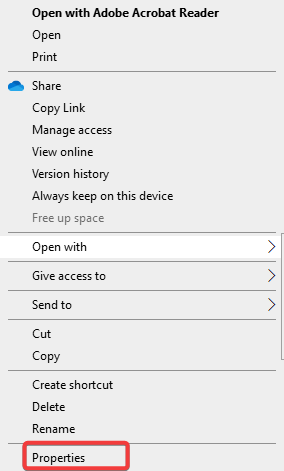 Open with Adobe Acrobat Reader
Open
Print
Share
Copy Link
Manage access
View online
Version history
Always keep on this device
Free up space
Open with
Give access to
Send to
Cut
Copy
Create shortcut
Delete
Rename
Properties